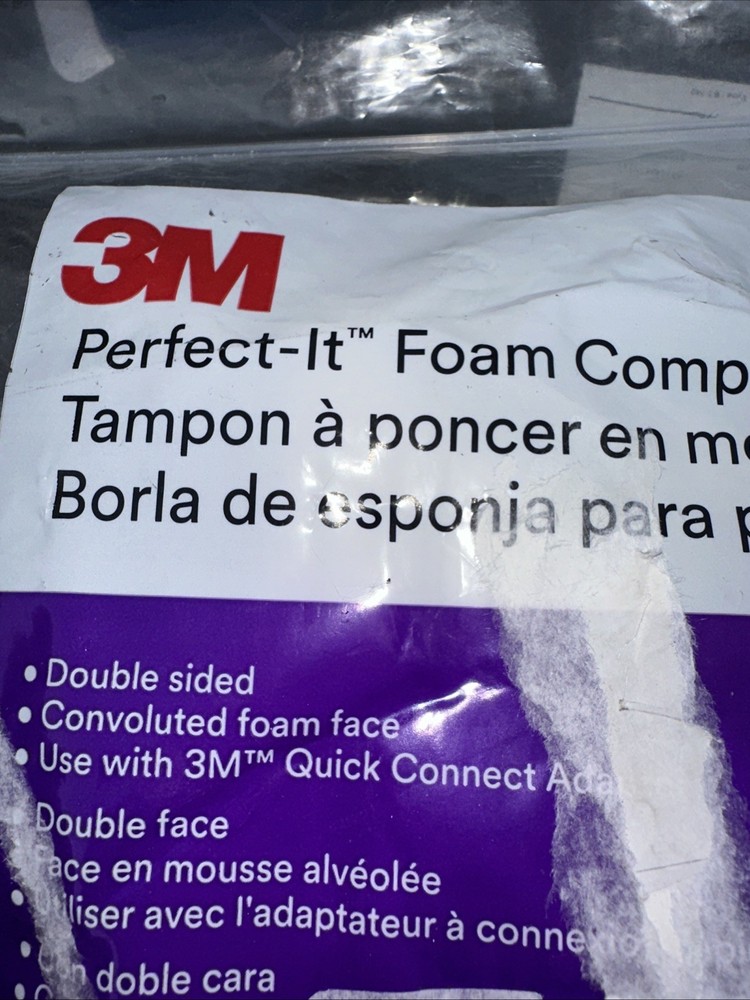 3M
Perfect-It™ Foam Comp
Tampon à poncer en
Borla de esponja para
• Double sided
• Convoluted foam face
• Use with 3M™ Quick Connect
Double face
en mousse alvéolée
avec l'adaptateur à
• doble cara